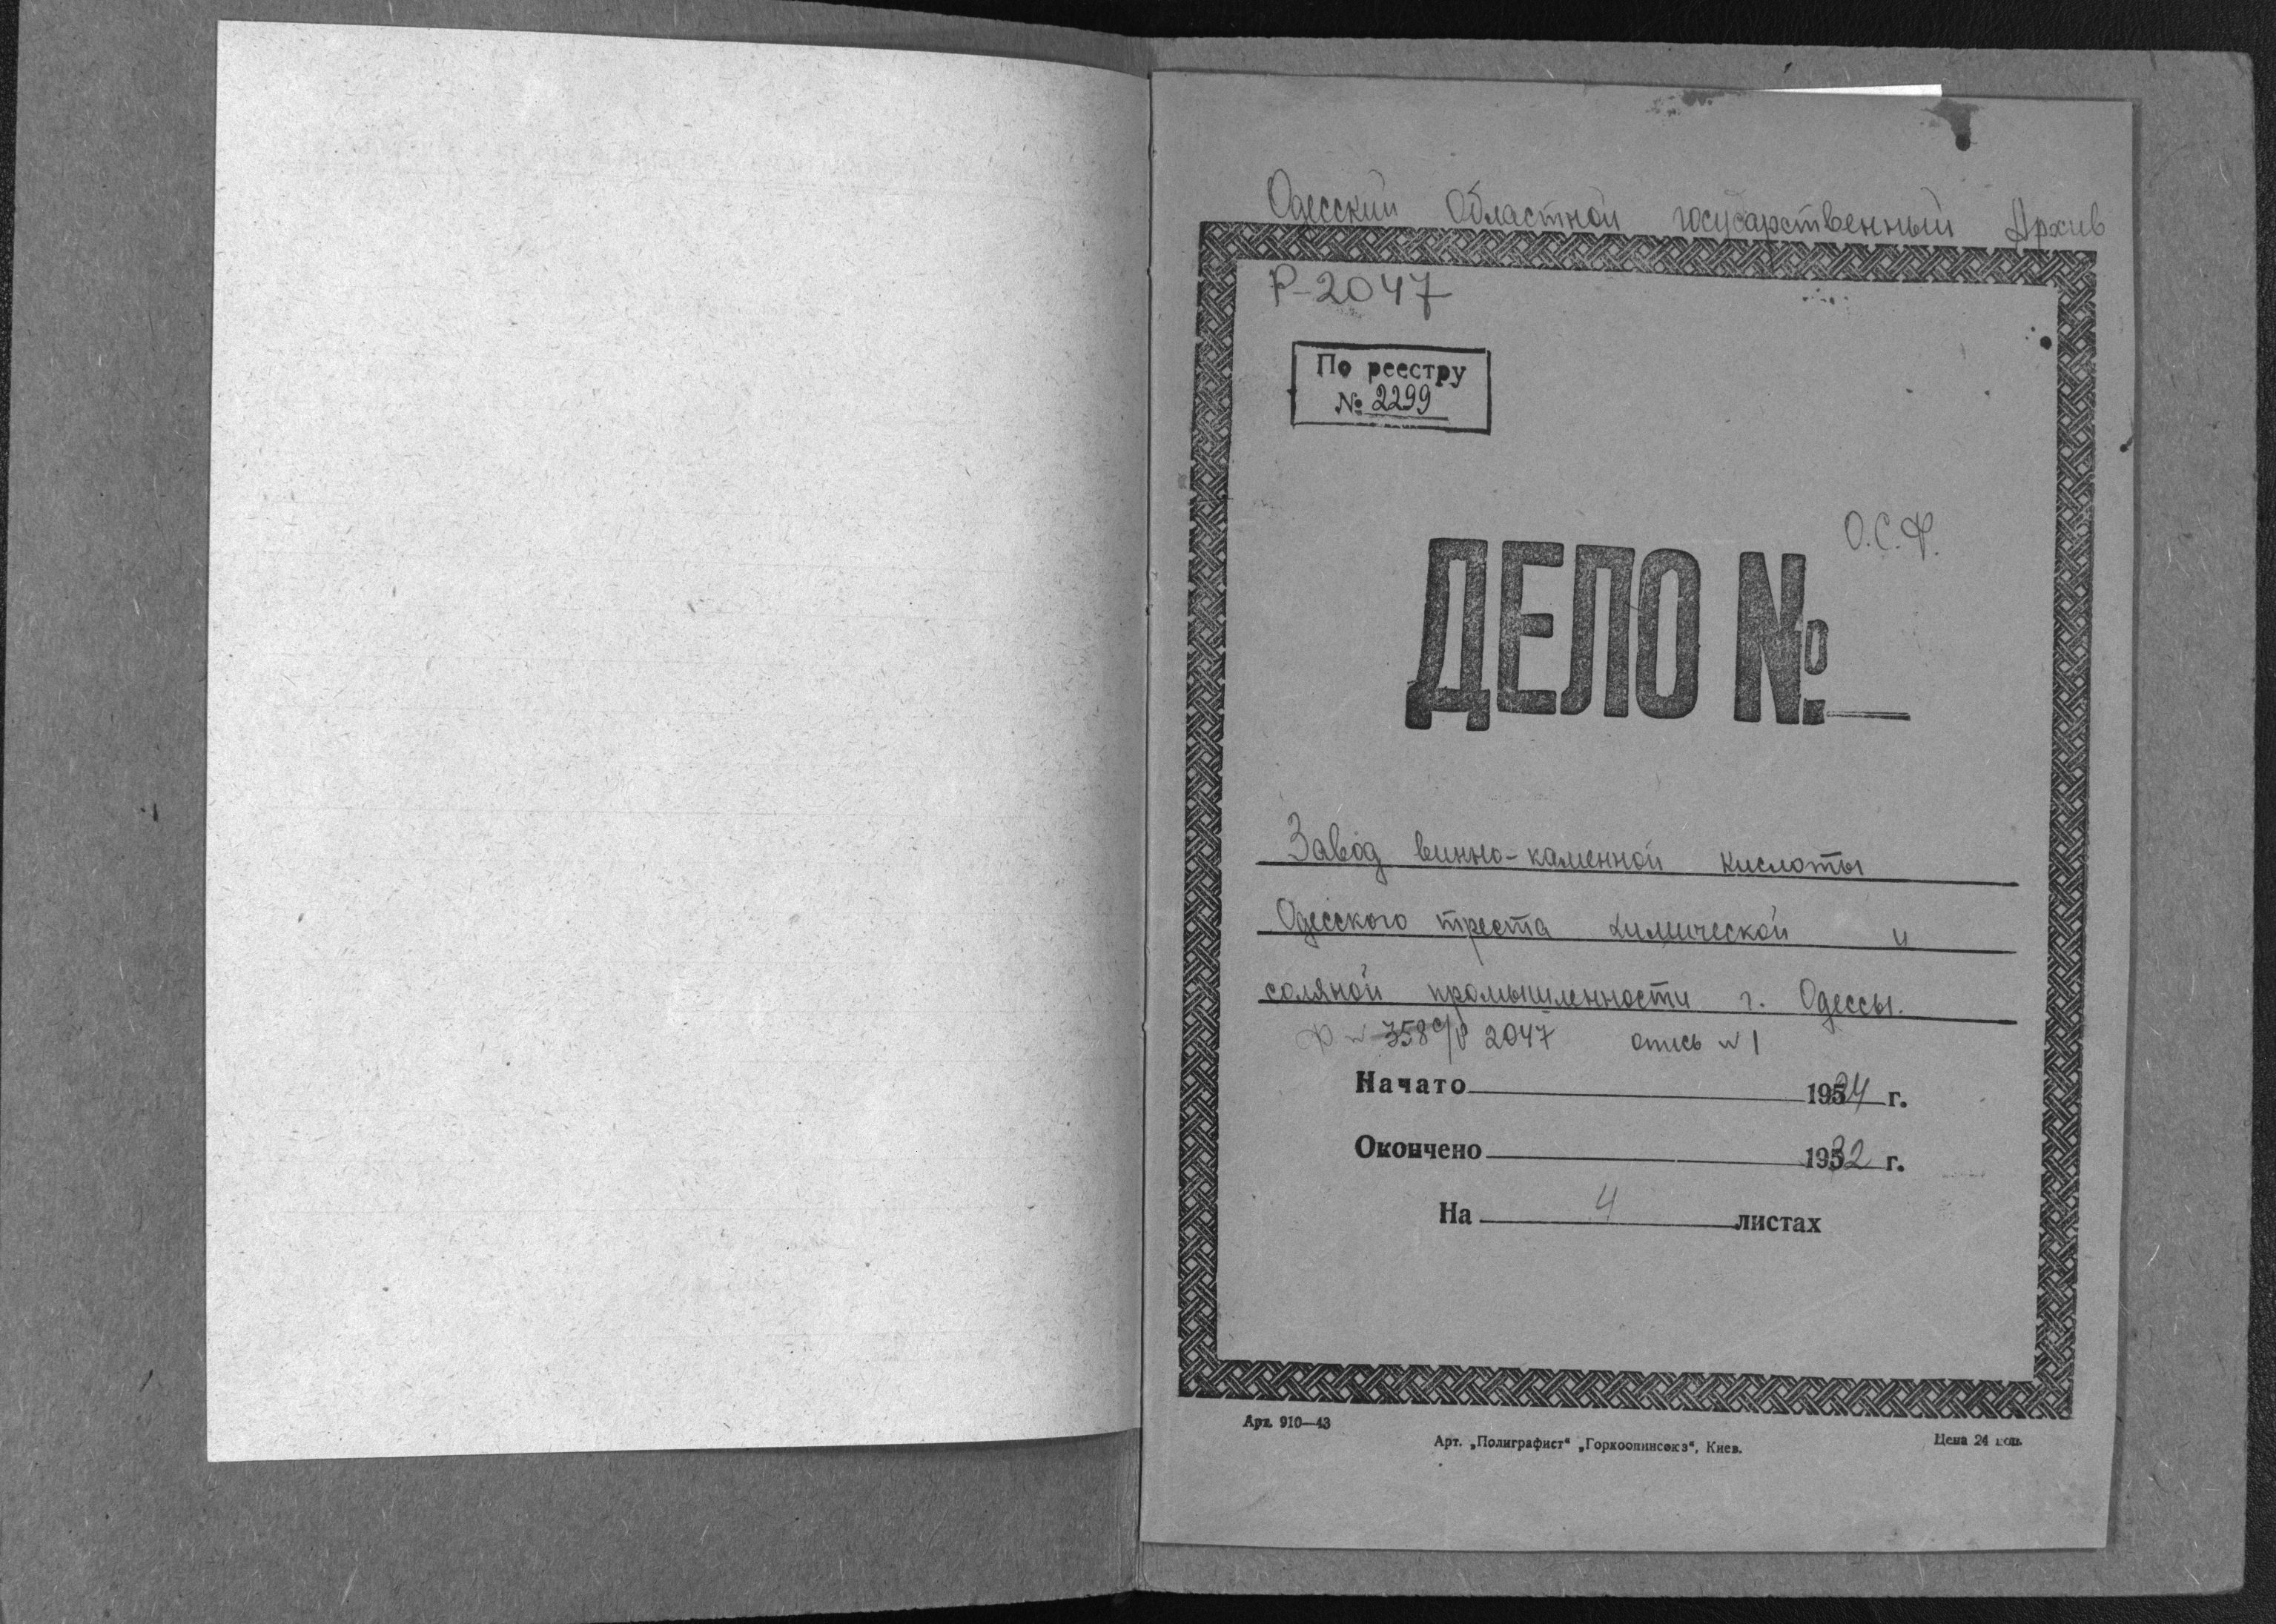 Одесский Областной государственный Архив
Р-2047
По реестру
№ 2299
О.С.Ф.
ДЕЛО №
Завод винно-каменной кислоты
Одесского треста химической и
соляной промышленности г. Одессы.
Ф № 358 с/Р 2047 опись № 1
Начато 1924 г.
Окончено 1932 г.
На 4 листах
Арх. 910—43
Арт. „Полиграфист“ „Горкоопинсоюз“, Киев.
Цена 24 коп.